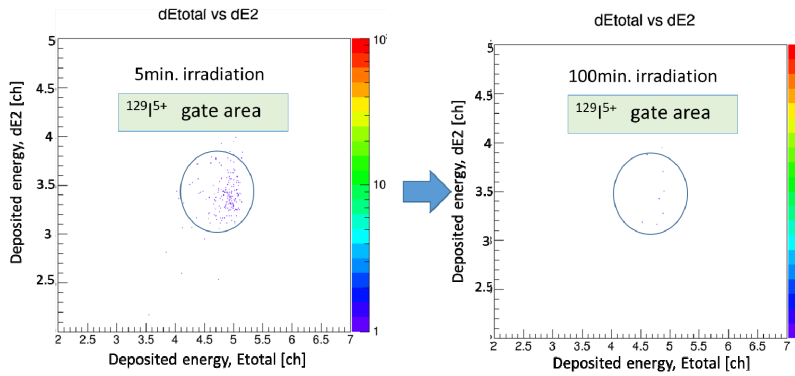 dEtotal vs dE2
5min. irradiation
¹²⁹I⁵⁺ gate area
Deposited energy, dE2 [ch]
5
4.5
4
3.5
3
2.5
2 2.5 3 3.5 4 4.5 5 5.5 6 6.5 7
Deposited energy, Etotal [ch]
10
1
dEtotal vs dE2
100min. irradiation
¹²⁹I⁵⁺ gate area
Deposited energy, dE2 [ch]
5
4.5
4
3.5
3
2.5
2 2.5 3 3.5 4 4.5 5 5.5 6 6.5 7
Deposited energy, Etotal [ch]